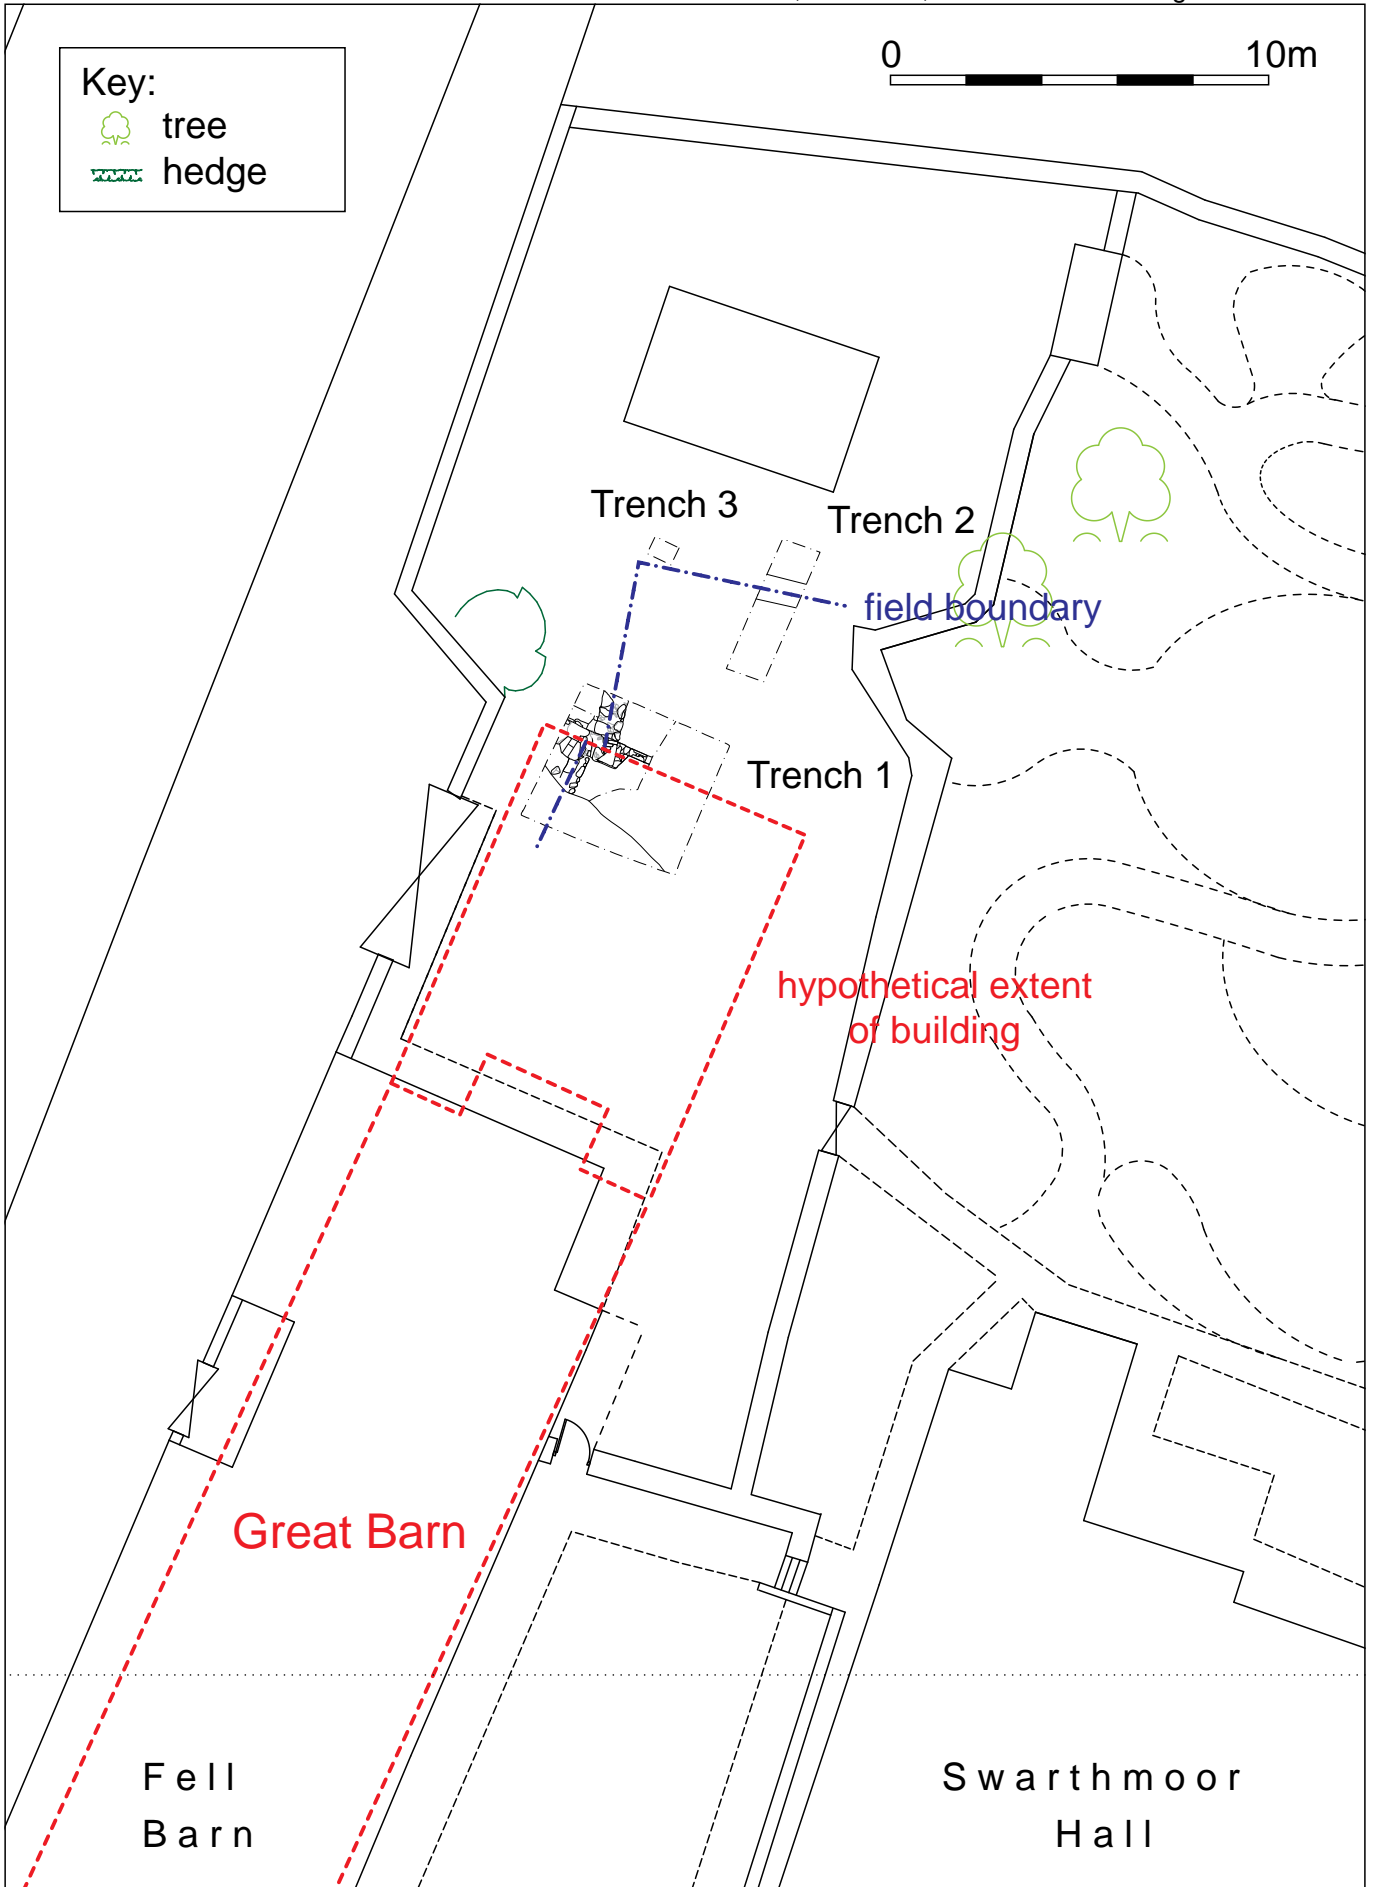 Key:
tree
hedge
0 10m
Trench 3
Trench 2
field boundary
Trench 1
hypothetical extent
of building
Great Barn
Fell
Barn
Swarthmoor
Hall